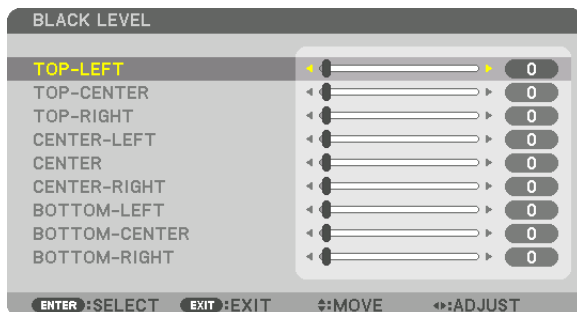 BLACK LEVEL
TOP-LEFT 0
TOP-CENTER 0
TOP-RIGHT 0
CENTER-LEFT 0
CENTER 0
CENTER-RIGHT 0
BOTTOM-LEFT 0
BOTTOM-CENTER 0
BOTTOM-RIGHT 0
ENTER:SELECT EXIT:EXIT :MOVE :ADJUST